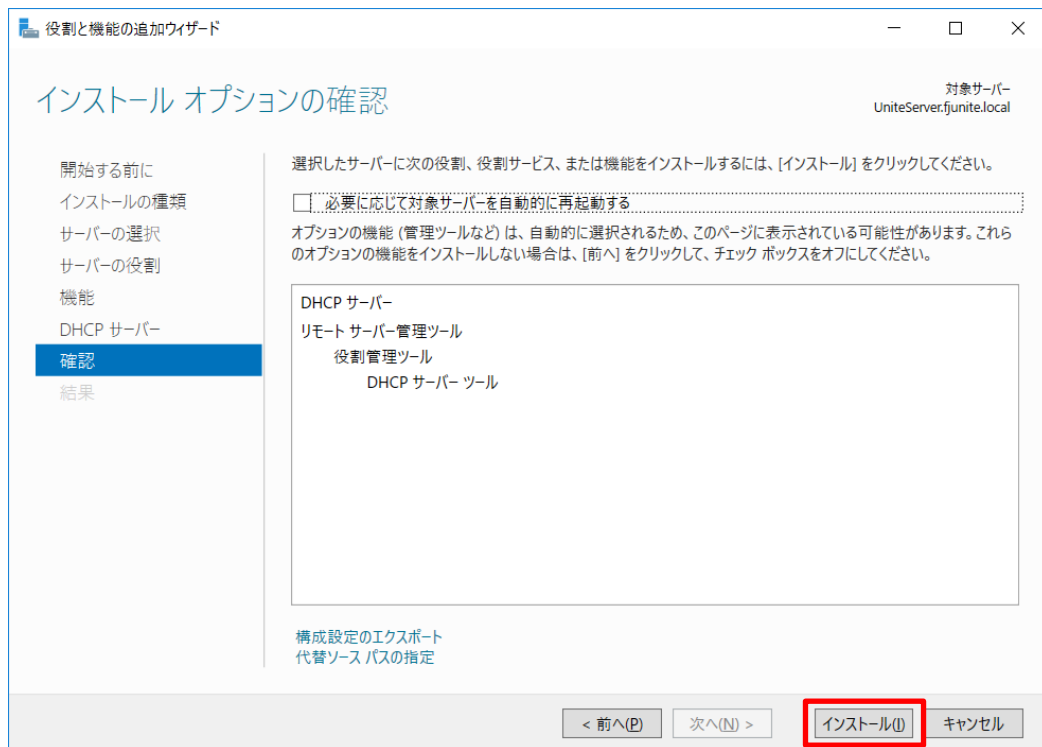 役割と機能の追加ウィザード
インストール オプションの確認
対象サーバー
UniteServer.fjunite.local
開始する前に
インストールの種類
サーバーの選択
サーバーの役割
機能
DHCP サーバー
確認
結果
選択したサーバーに次の役割、役割サービス、または機能をインストールするには、[インストール] をクリックしてください。
必要に応じて対象サーバーを自動的に再起動する
オプションの機能 (管理ツールなど) は、自動的に選択されるため、このページに表示されている可能性があります。これら
のオプションの機能をインストールしない場合は、[前へ] をクリックして、チェック ボックスをオフにしてください。
DHCP サーバー
リモート サーバー管理ツール
役割管理ツール
DHCP サーバー ツール
構成設定のエクスポート
代替ソース パスの指定
< 前へ(P)
次へ(N) >
インストール(I)
キャンセル